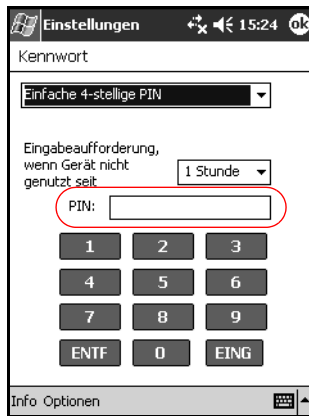 Einstellungen 15:24 ok
Kennwort
Einfache 4-stellige PIN
Eingabeaufforderung,
wenn Gerät nicht
genutzt seit
1 Stunde
PIN:
1 2 3
4 5 6
7 8 9
ENTF 0 EING
Info Optionen